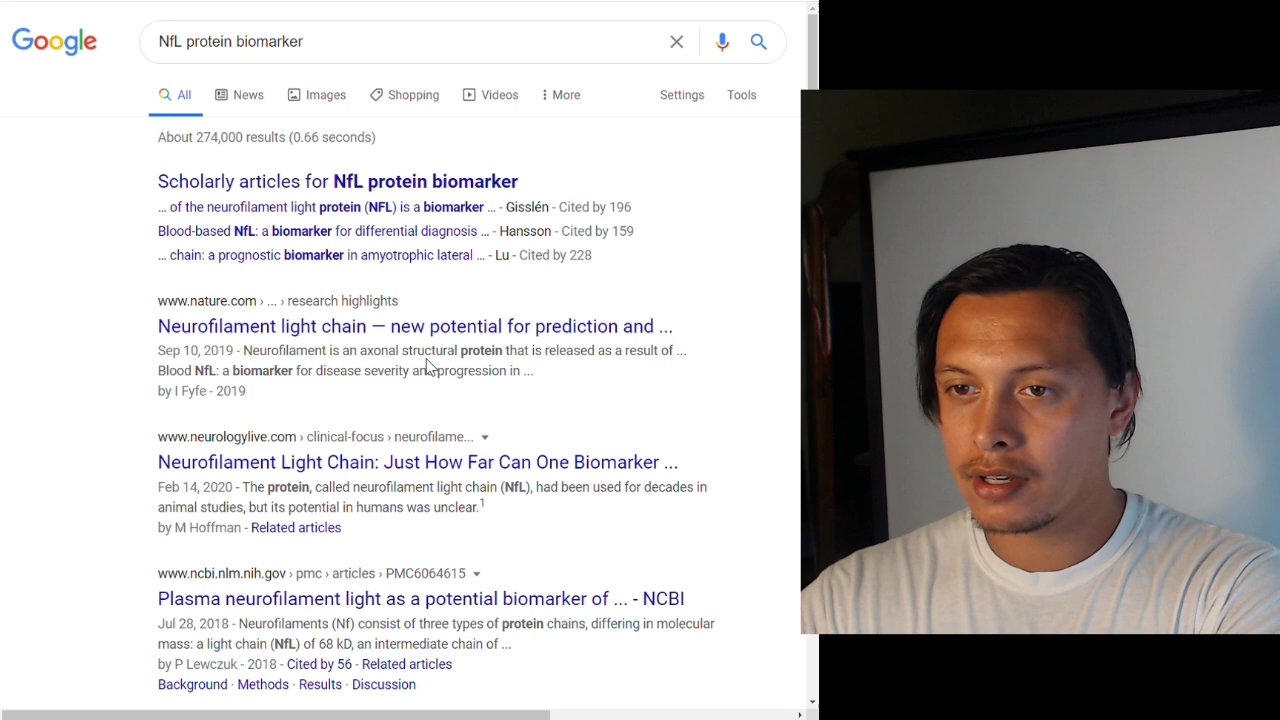 Google
NfL protein biomarker
All News Images Shopping Videos More Settings Tools
About 274,000 results (0.66 seconds)
Scholarly articles for NfL protein biomarker
... of the neurofilament light protein (NFL) is a biomarker ... - Gisslén - Cited by 196
Blood-based NfL: a biomarker for differential diagnosis ... - Hansson - Cited by 159
... chain: a prognostic biomarker in amyotrophic lateral ... - Lu - Cited by 228
www.nature.com › ... › research highlights
Neurofilament light chain — new potential for prediction and ...
Sep 10, 2019 - Neurofilament is an axonal structural protein that is released as a result of ...
Blood NfL: a biomarker for disease severity and progression in ...
by I Fyfe - 2019
www.neurologylive.com › clinical-focus › neurofilame...
Neurofilament Light Chain: Just How Far Can One Biomarker ...
Feb 14, 2020 - The protein, called neurofilament light chain (NfL), had been used for decades in
animal studies, but its potential in humans was unclear.1
by M Hoffman - Related articles
www.ncbi.nlm.nih.gov › pmc › articles › PMC6064615
Plasma neurofilament light as a potential biomarker of ... - NCBI
Jul 28, 2018 - Neurofilaments (Nf) consist of three types of protein chains, differing in molecular
mass: a light chain (NfL) of 68 kD, an intermediate chain of ...
by P Lewczuk - 2018 - Cited by 56 - Related articles
Background · Methods · Results · Discussion